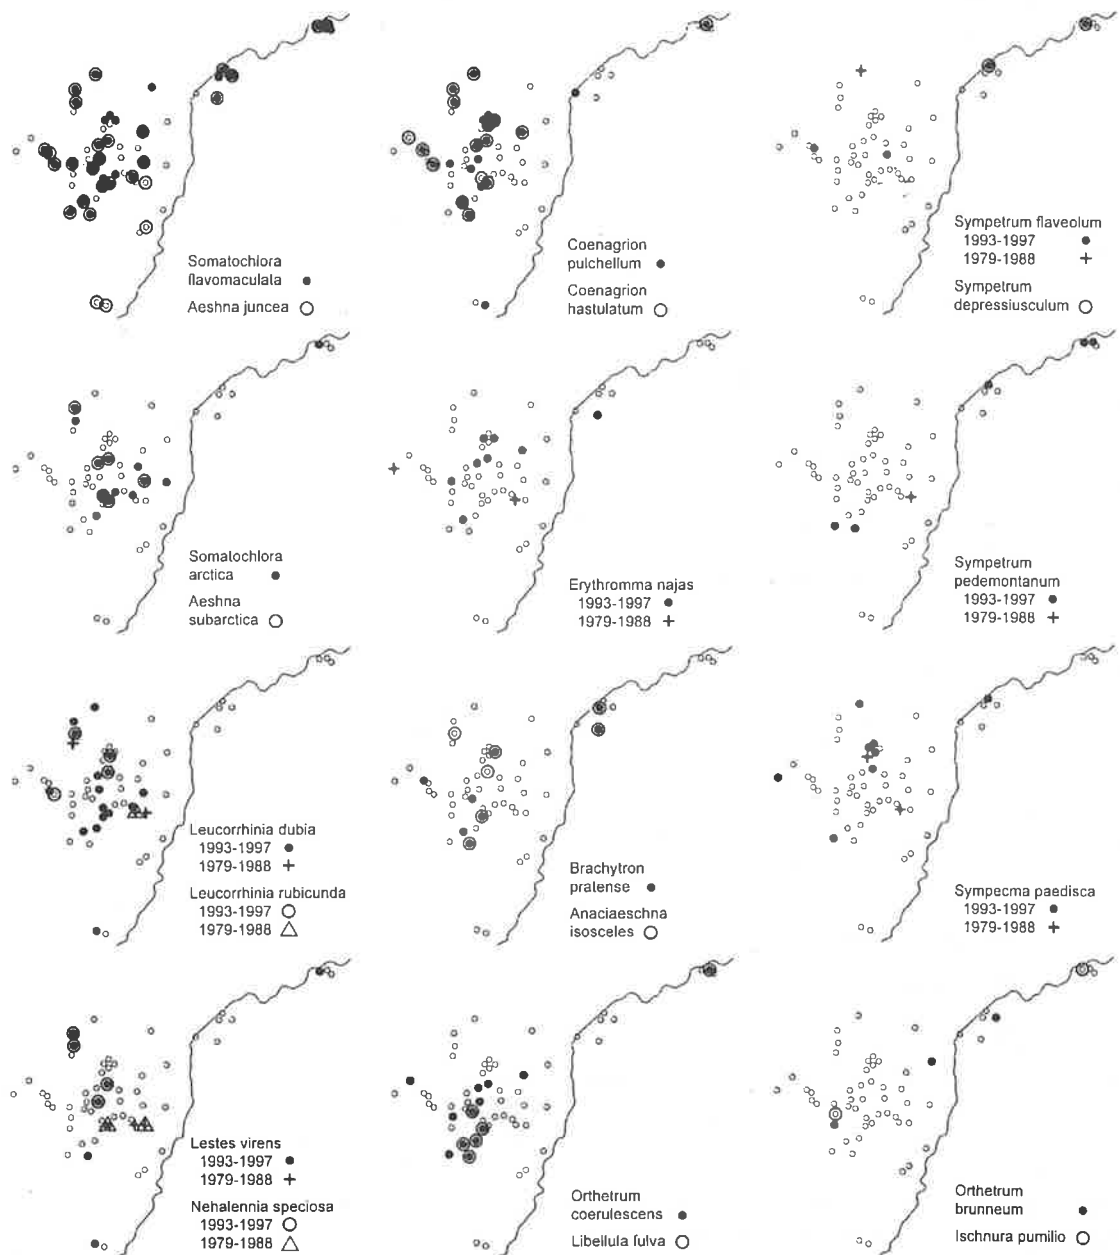 Somatochlora
flavomaculata
Aeshna juncea
Coenagrion
pulchellum
Coenagrion
hastulatum
Sympetrum flaveolum
1993-1997
1979-1988
Sympetrum
depressiusculum
Somatochlora
arctica
Aeshna
subarctica
Erythromma najas
1993-1997
1979-1988
Sympetrum
pedemontanum
1993-1997
1979-1988
Leucorrhinia dubia
1993-1997
1979-1988
Leucorrhinia rubicunda
1993-1997
1979-1988
Brachytron
pratense
Anaciaeschna
isosceles
Sympecma paedisca
1993-1997
1979-1988
Lestes virens
1993-1997
1979-1988
Nehalennia speciosa
1993-1997
1979-1988
Orthetrum
coerulescens
Libellula fulva
Orthetrum
brunneum
Ischnura pumilio